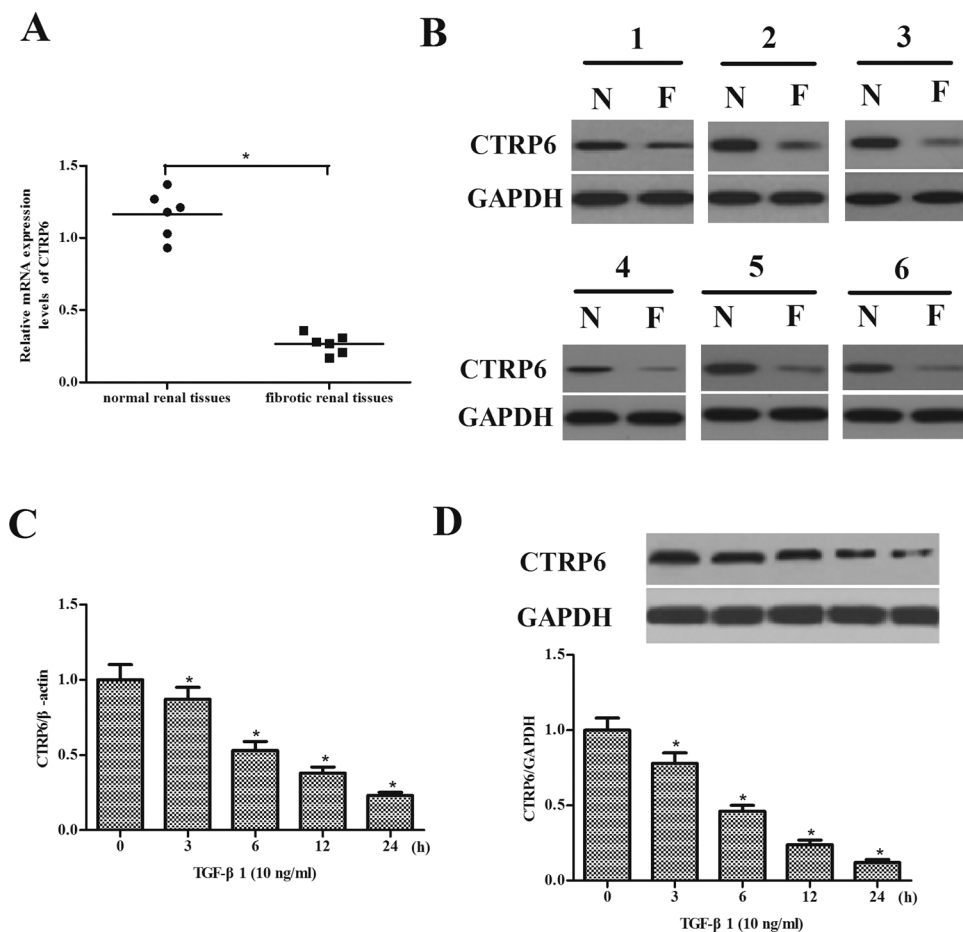 A
Relative mRNA expression
levels of CTRP6
1.5
1.0
0.5
0.0
*
normal renal tissues
fibrotic renal tissues
B
1 2 3
N F N F N F
CTRP6
GAPDH
4 5 6
N F N F N F
CTRP6
GAPDH
C
CTRP6/β -actin
1.5
1.0
0.5
0.0
* * * *
0 3 6 12 24 (h)
TGF-β 1 (10 ng/ml)
D
CTRP6
GAPDH
CTRP6/GAPDH
1.5
1.0
0.5
0.0
* * * *
0 3 6 12 24 (h)
TGF-β 1 (10 ng/ml)